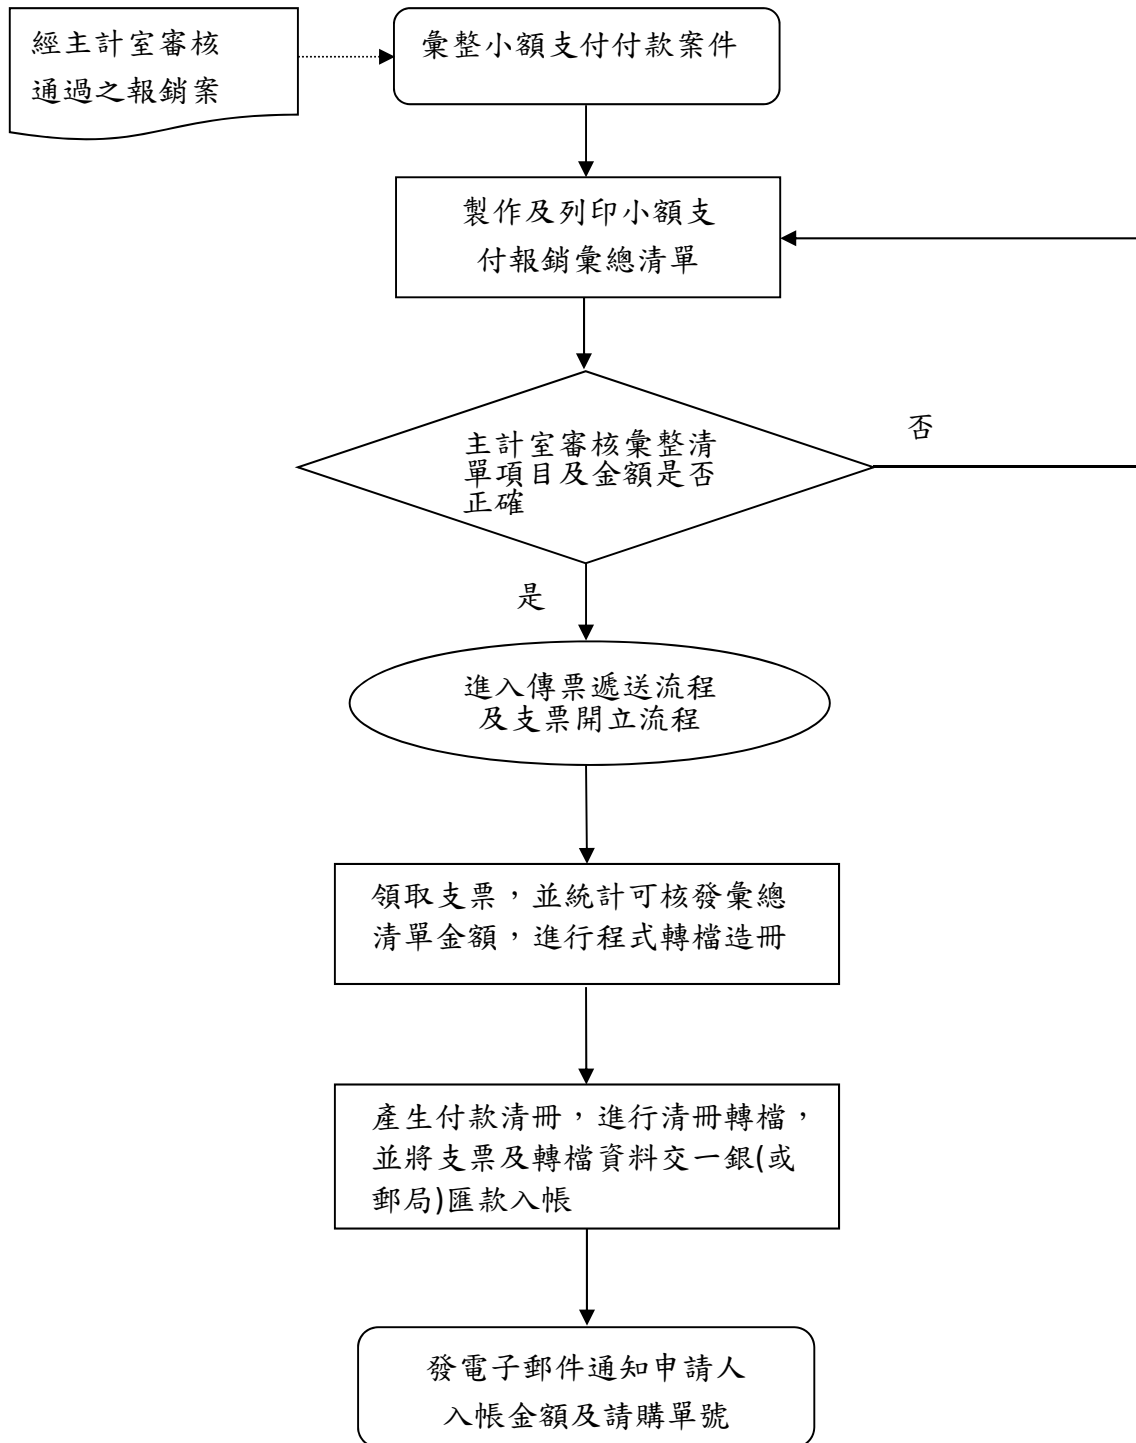 經主計室審核
通過之報銷案
彙整小額支付付款案件
製作及列印小額支
付報銷彙總清單
主計室審核彙整清
單項目及金額是否
正確
否
是
進入傳票遞送流程
及支票開立流程
領取支票，並統計可核發彙總
清單金額，進行程式轉檔造冊
產生付款清冊，進行清冊轉檔，
並將支票及轉檔資料交一銀(或
郵局)匯款入帳
發電子郵件通知申請人
入帳金額及請購單號